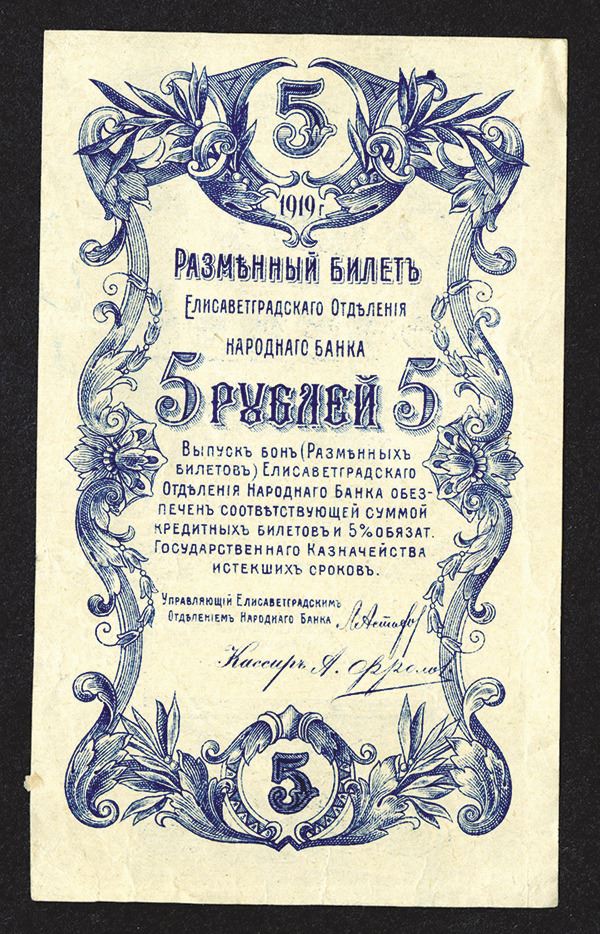 5
1919 г.
Размѣнный билетъ
Елисаветградскаго Отдѣленія
народнаго банка
5 рублей 5
Выпускъ бонъ (Размѣнныхъ
билетовъ) Елисаветградскаго
Отдѣленія Народнаго Банка обез-
печенъ соотвѣтствующей суммой
кредитныхъ билетовъ и 5% обязат.
Государственнаго Казначейства
истекшихъ сроковъ.
Управляющій Елисаветградскимъ
Отдѣленіемъ Народнаго Банка
Кассиръ А.
5